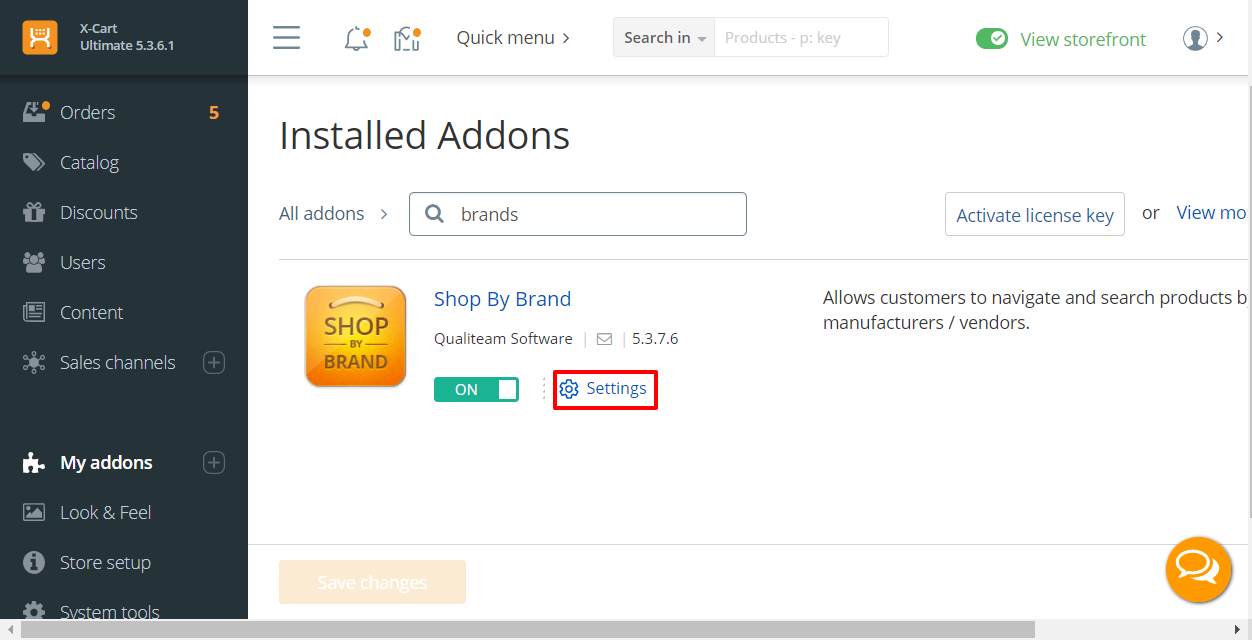 X-Cart
Ultimate 5.3.6.1
Quick menu
Search in
Products - p: key
View storefront
Orders 5
Catalog
Discounts
Users
Content
Sales channels
My addons
Look & Feel
Store setup
System tools
Installed Addons
All addons
brands
Activate license key or View mo
SHOP
BY
BRAND
Shop By Brand
Qualiteam Software | | 5.3.7.6
ON
Settings
Allows customers to navigate and search products b
manufacturers / vendors.
Save changes